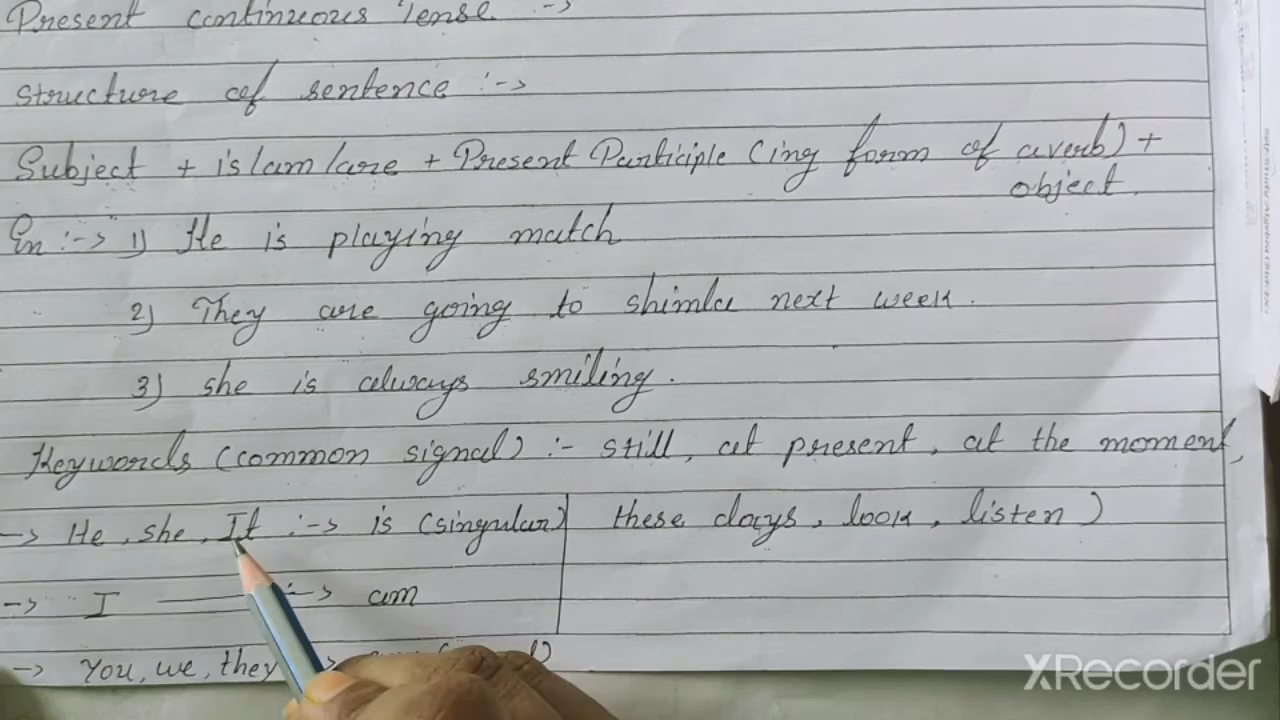 Present continuous Tense :->
structure of sentence :->
Subject + is/am/are + Present Participle (ing form of a verb) +
object.
Ex :-> 1) He is playing match
2) They are going to shimla next week.
3) she is always smiling.
Keywords (common signal) :- still, at present, at the moment,
these days, look, listen)
-> He, she, It :-> is (singular)
-> I :-> am
-> You, we, they
XRecorder